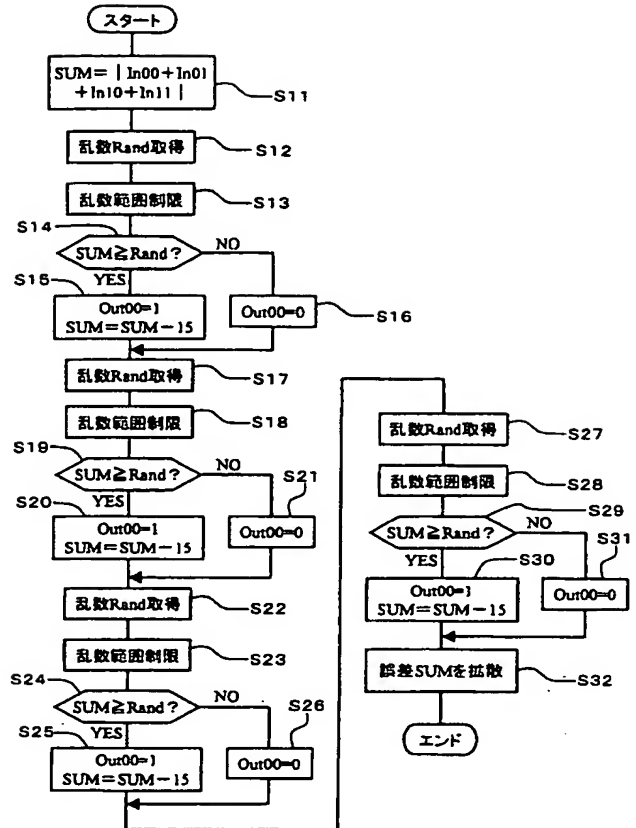 スタート
SUM=|In00+In01
+In10+In11|
S11
乱数Rand取得
S12
乱数範囲制限
S13
S14
SUM≧Rand?
NO
YES
S15
Out00=1
SUM=SUM-15
Out00=0
S16
乱数Rand取得
S17
乱数範囲制限
S18
S19
SUM≧Rand?
NO
YES
S20
Out00=1
SUM=SUM-15
S21
Out00=0
乱数Rand取得
S22
乱数範囲制限
S23
S24
SUM≧Rand?
NO
YES
S25
Out00=1
SUM=SUM-15
S26
Out00=0
乱数Rand取得
S27
乱数範囲制限
S28
S29
SUM≧Rand?
NO
YES
S30
Out00=1
SUM=SUM-15
S31
Out00=0
誤差SUMを拡散
S32
エンド